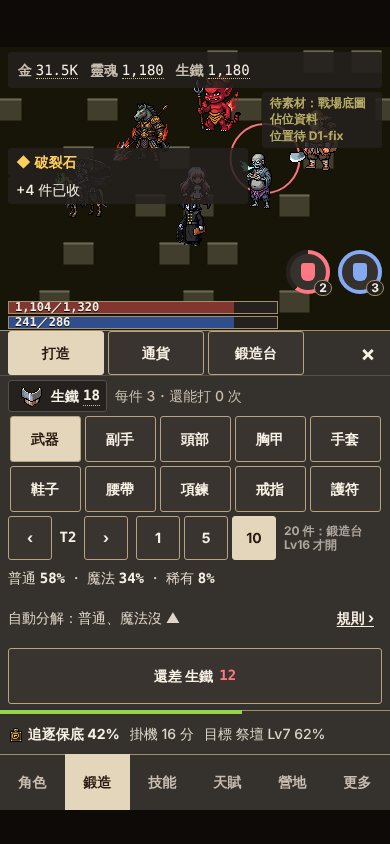 金 31.5K 靈魂 1,180 生鐵 1,180
待素材：戰場底圖
佔位資料
位置待 D1-fix
◆ 破裂石
+4 件已收
2
3
1,104/1,320
241/286
打造 通貨 鍛造台 ×
生鐵 18 每件 3・還能打 0 次
武器 副手 頭部 胸甲 手套
鞋子 腰帶 項鍊 戒指 護符
‹ T2 › 1 5 10
20 件：鍛造台
Lv16 才開
普通 58% · 魔法 34% · 稀有 8%
自動分解：普通、魔法沒 ▲ 規則 ›
還差 生鐵 12
追逐保底 42% 掛機 16 分 目標 祭壇 Lv7 62%
角色 鍛造 技能 天賦 營地 更多